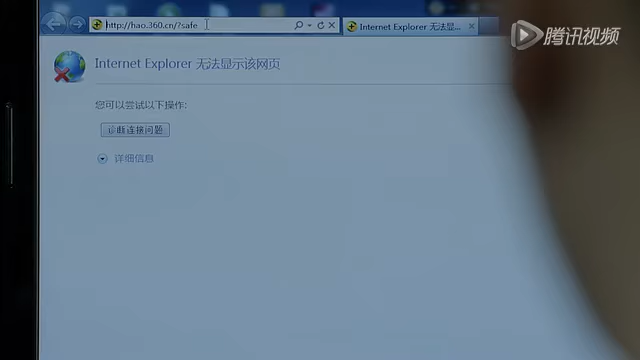 http://hao.360.cn/?safe
Internet Explorer 无法显...
腾讯视频
Internet Explorer 无法显示该网页
您可以尝试以下操作:
诊断连接问题
详细信息